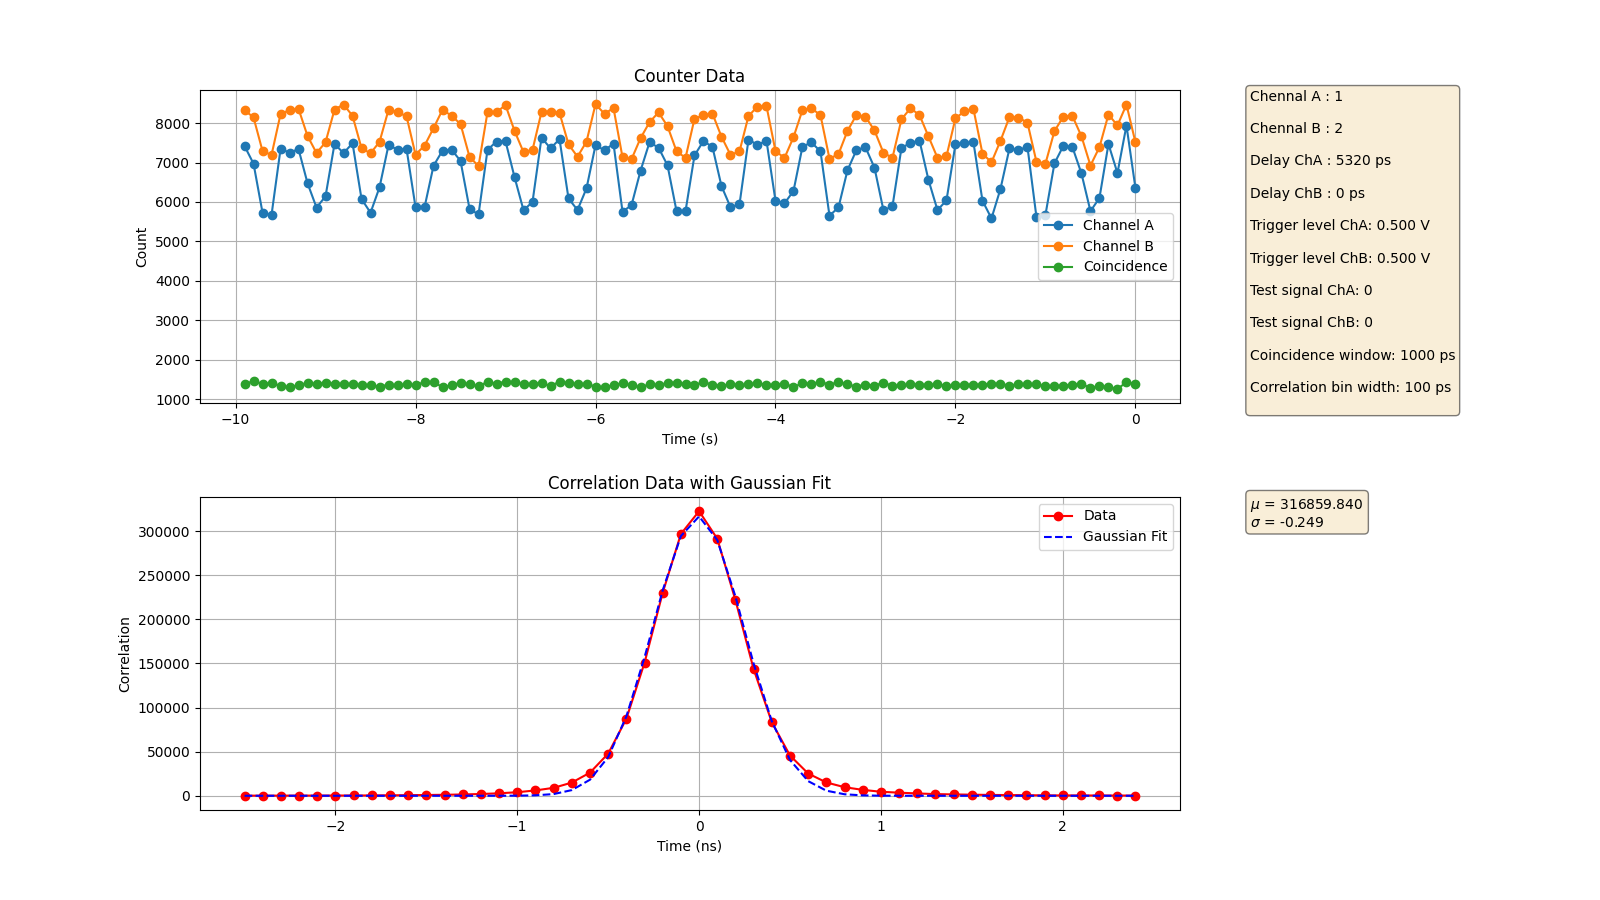 Counter Data
8000
7000
6000
5000
4000
3000
2000
1000
Count
Channel A
Channel B
Coincidence
−10
−8
−6
−4
−2
0
Time (s)
Chennal A : 1
Chennal B : 2
Delay ChA : 5320 ps
Delay ChB : 0 ps
Trigger level ChA: 0.500 V
Trigger level ChB: 0.500 V
Test signal ChA: 0
Test signal ChB: 0
Coincidence window: 1000 ps
Correlation bin width: 100 ps
Correlation Data with Gaussian Fit
300000
250000
200000
150000
100000
50000
0
Correlation
Data
Gaussian Fit
−2
−1
0
1
2
Time (ns)
μ = 316859.840
σ = -0.249